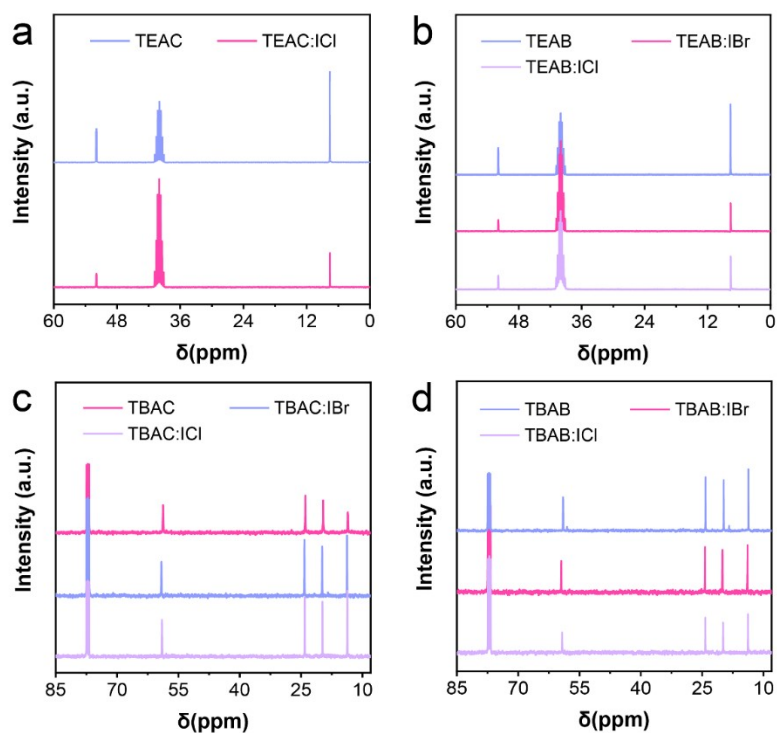 a
TEAC TEAC:ICl
Intensity (a.u.)
60 48 36 24 12 0
δ(ppm)
b
TEAB TEAB:IBr
TEAB:ICl
Intensity (a.u.)
60 48 36 24 12 0
δ(ppm)
c
TBAC TBAC:IBr
TBAC:ICl
Intensity (a.u.)
85 70 55 40 25 10
δ(ppm)
d
TBAB TBAB:IBr
TBAB:ICl
Intensity (a.u.)
85 70 55 40 25 10
δ(ppm)